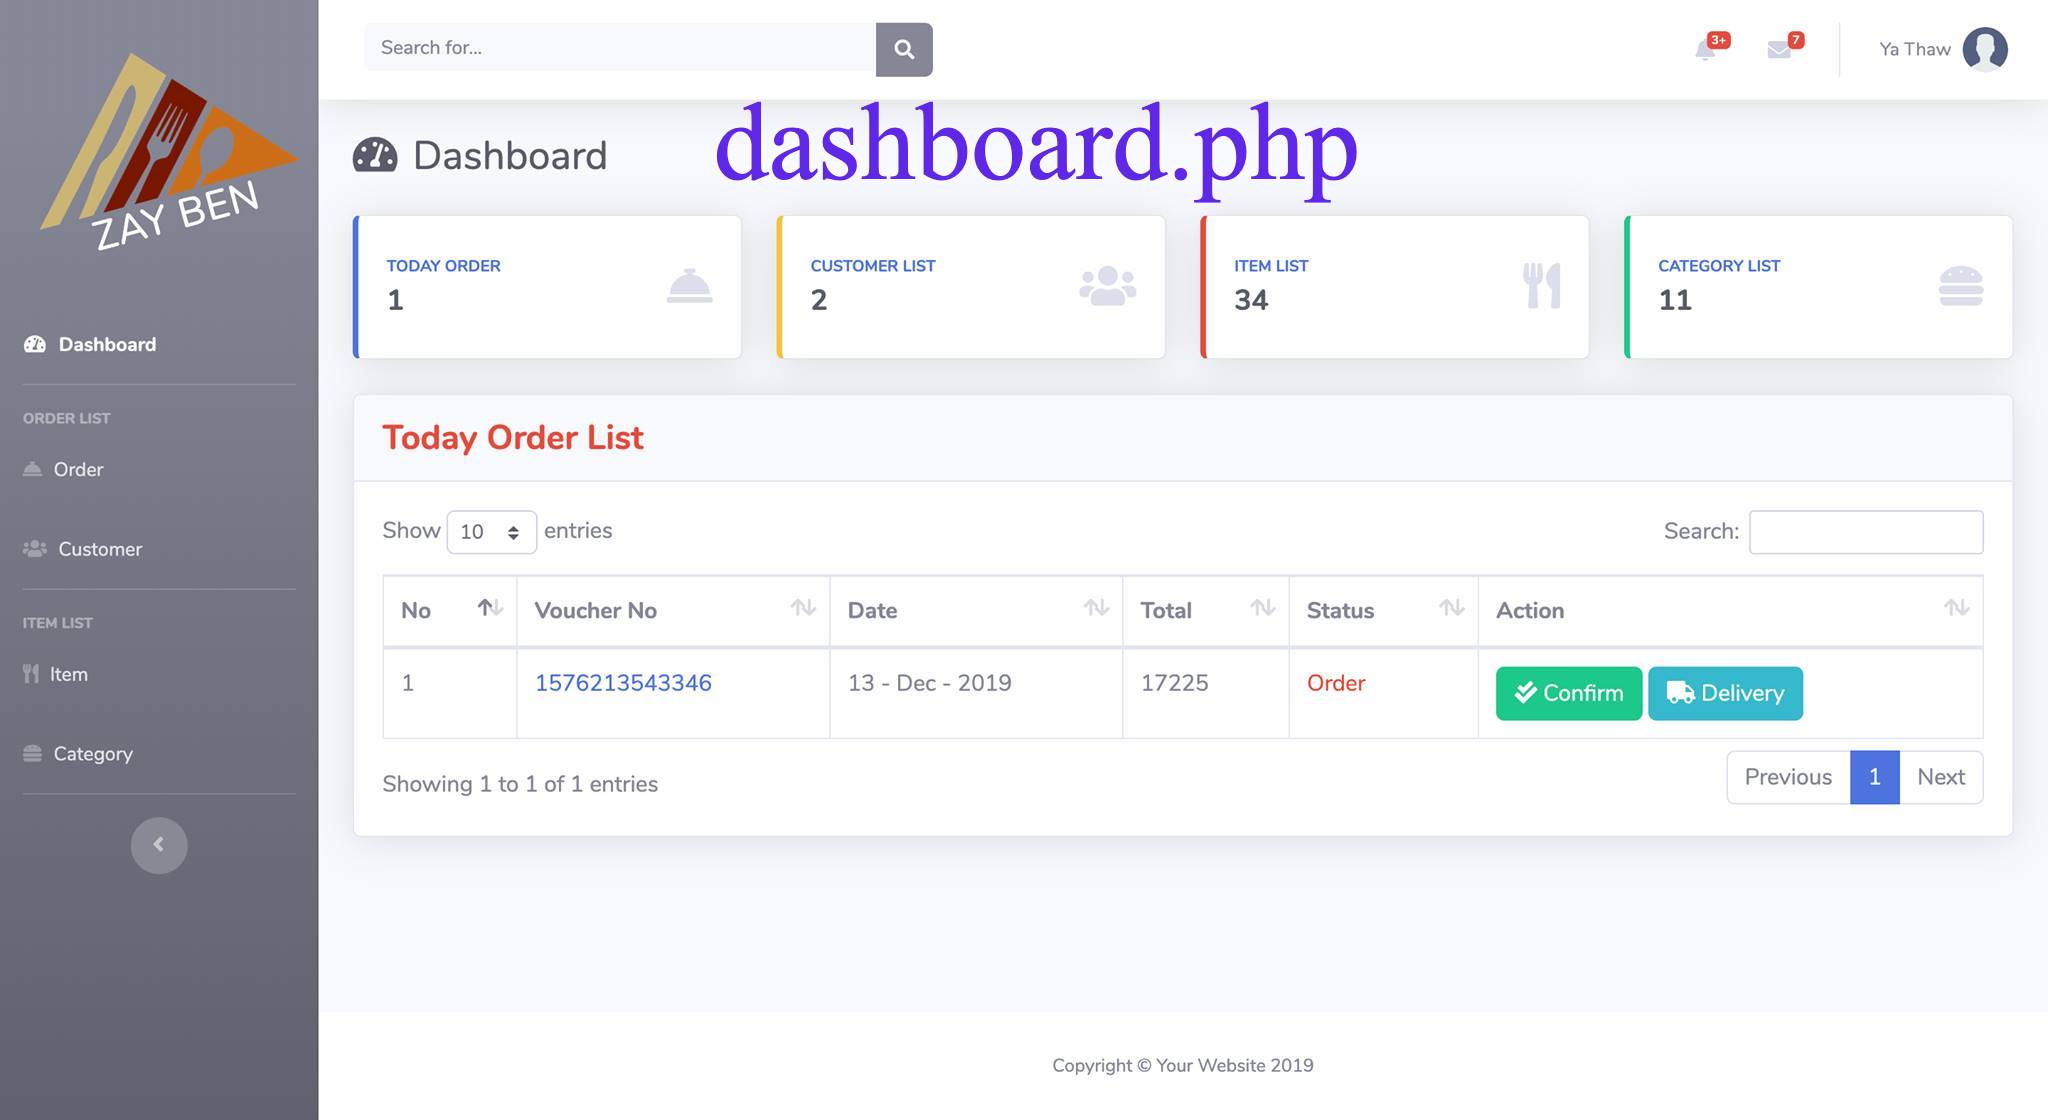 ZAY BEN
Dashboard
ORDER LIST
Order
Customer
ITEM LIST
Item
Category
Search for...
3+
7
Ya Thaw
Dashboard
dashboard.php
TODAY ORDER
1
CUSTOMER LIST
2
ITEM LIST
34
CATEGORY LIST
11
Today Order List
Show 10 entries
Search:
No Voucher No Date Total Status Action
1 1576213543346 13 - Dec - 2019 17225 Order Confirm Delivery
Showing 1 to 1 of 1 entries
Previous 1 Next
Copyright © Your Website 2019